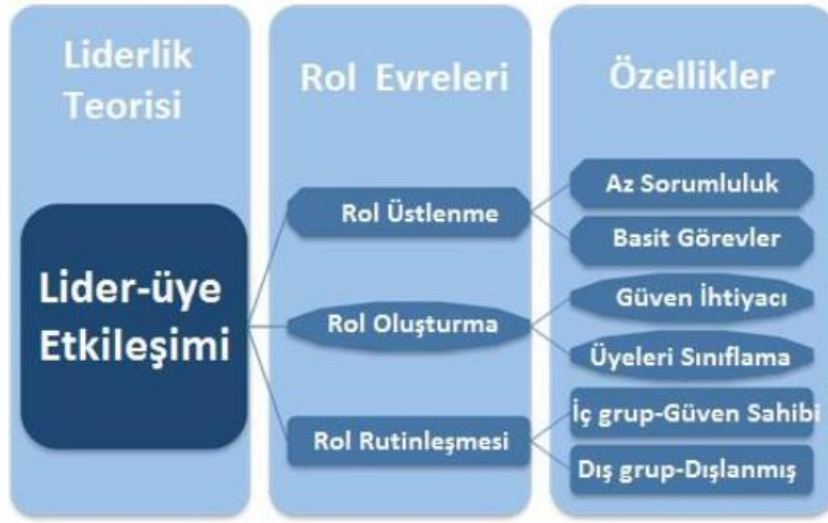 Liderlik
Teorisi
Rol Evreleri
Özellikler
Lider-üye
Etkileşimi
Rol Üstlenme
Rol Oluşturma
Rol Rutinleşmesi
Az Sorumluluk
Basit Görevler
Güven İhtiyacı
Üyeleri Sınıflama
İç grup-Güven Sahibi
Dış grup-Dışlanmış